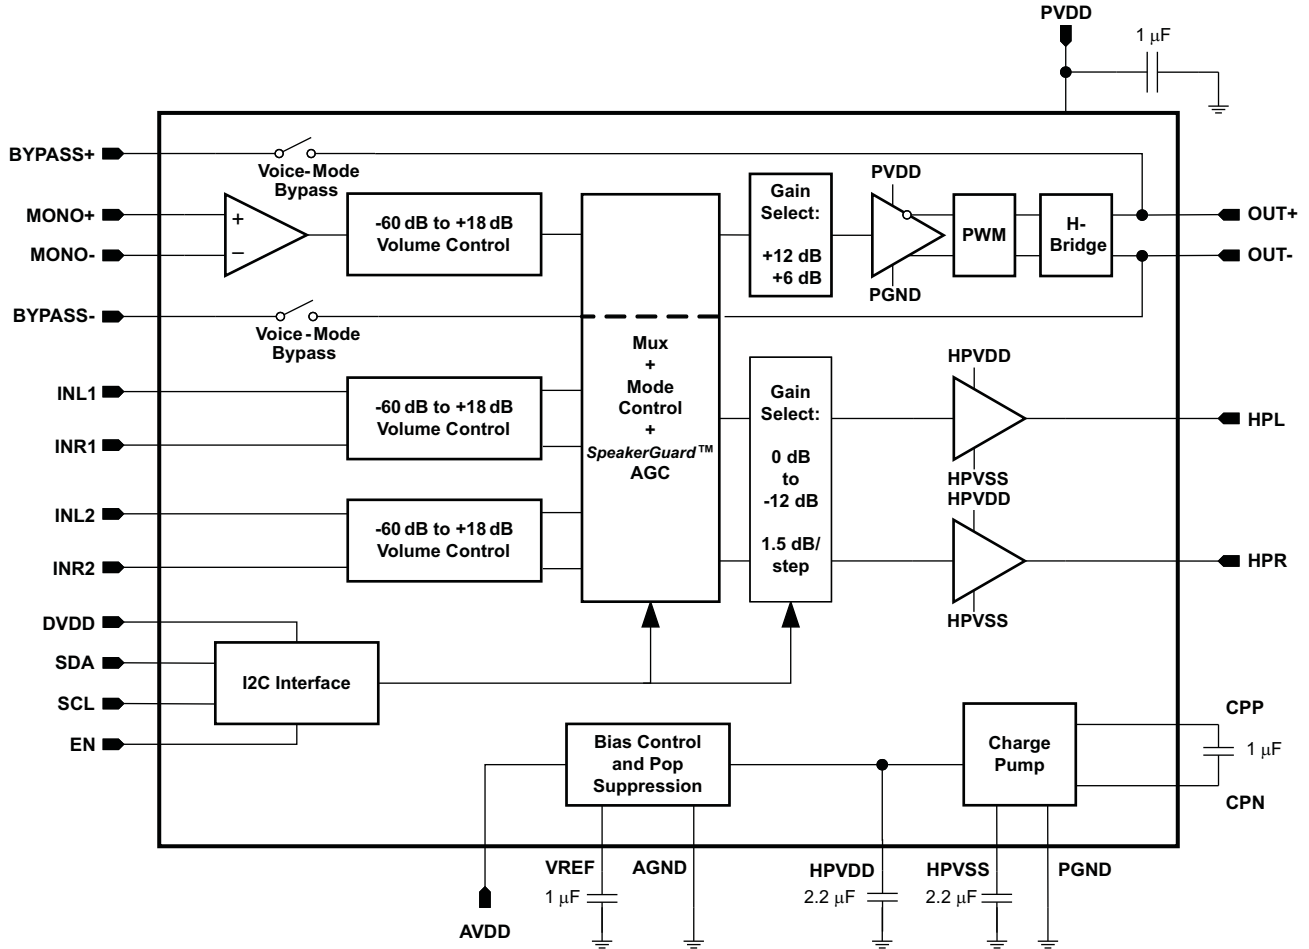 PVDD
1 μF
BYPASS+
Voice-Mode
Bypass
MONO+
MONO-
+
−
-60 dB to +18 dB
Volume Control
Gain
Select:
+12 dB
+6 dB
PVDD
PGND
PWM
H-
Bridge
OUT+
OUT-
BYPASS-
Voice-Mode
Bypass
Mux
+
Mode
Control
+
SpeakerGuard™
AGC
INL1
INR1
-60 dB to +18 dB
Volume Control
Gain
Select:
0 dB
to
-12 dB
1.5 dB/
step
HPVDD
HPVSS
HPL
INL2
INR2
-60 dB to +18 dB
Volume Control
HPVDD
HPVSS
HPR
DVDD
SDA
SCL
EN
I2C Interface
Bias Control
and Pop
Suppression
Charge
Pump
CPP
1 μF
CPN
AVDD
VREF
1 μF
AGND
HPVDD
2.2 μF
HPVSS
2.2 μF
PGND